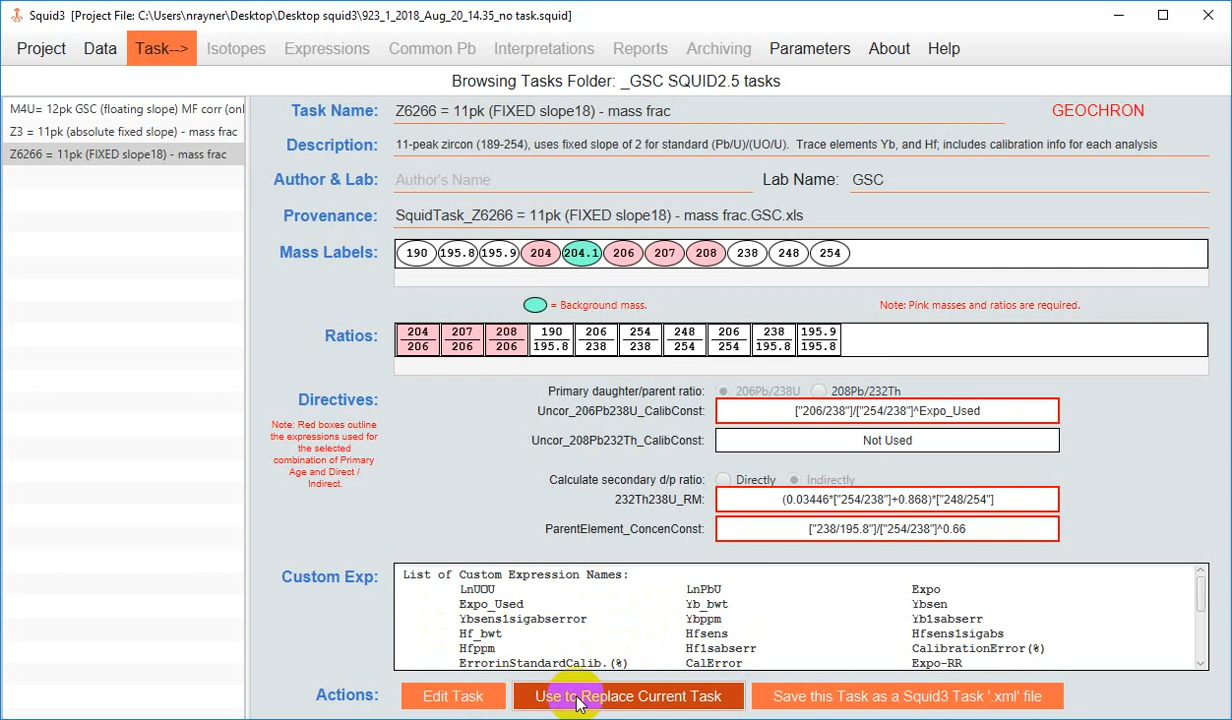 Squid3 [Project File: C:\Users\nrayner\Desktop\Desktop squid3\923_1_2018_Aug_20_14.35_no task.squid]
Project Data Task--> Isotopes Expressions Common Pb Interpretations Reports Archiving Parameters About Help
Browsing Tasks Folder: _GSC SQUID2.5 tasks
M4U= 12pk GSC (floating slope) MF corr (onl
Z3 = 11pk (absolute fixed slope) - mass frac
Z6266 = 11pk (FIXED slope18) - mass frac
Task Name: Z6266 = 11pk (FIXED slope18) - mass frac GEOCHRON
Description: 11-peak zircon (189-254), uses fixed slope of 2 for standard (Pb/U)/(UO/U). Trace elements Yb, and Hf; includes calibration info for each analysis
Author & Lab: Author's Name Lab Name: GSC
Provenance: SquidTask_Z6266 = 11pk (FIXED slope18) - mass frac.GSC.xls
Mass Labels: 190 195.8 195.9 204 204.1 206 207 208 238 248 254
= Background mass. Note: Pink masses and ratios are required.
Ratios:
204 207 208 190 206 254 248 206 238 195.9
206 206 206 195.8 238 238 254 254 195.8 195.8
Directives:
Note: Red boxes outline
the expressions used for
the selected
combination of Primary
Age and Direct /
Indirect.
Primary daughter/parent ratio: 206Pb/238U 208Pb/232Th
Uncor_206Pb238U_CalibConst: ["206/238"]/["254/238"]^Expo_Used
Uncor_208Pb232Th_CalibConst: Not Used
Calculate secondary d/p ratio: Directly Indirectly
232Th238U_RM: (0.03446*["254/238"]+0.868)*["248/254"]
ParentElement_ConcenConst: ["238/195.8"]/["254/238"]^0.66
Custom Exp: List of Custom Expression Names:
LnUOU LnPbU Expo
Expo_Used Yb_bwt Ybsen
Ybsens1sigabserror Ybppm Yb1sabserr
Hf_bwt Hfsens Hfsens1sigabs
Hfppm Hf1sabserr CalibrationError(%)
ErrorinStandardCalib.(%) CalError Expo-RR
Actions: Edit Task Use to Replace Current Task Save this Task as a Squid3 Task '.xml' file